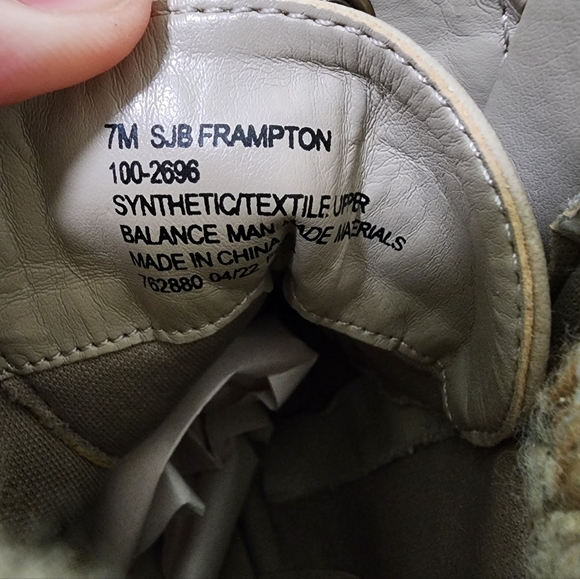 7M SJB FRAMPTON
100-2696
SYNTHETIC/TEXTILE UPPER
BALANCE MAN MADE MATERIALS
MADE IN CHINA
762880 04/22